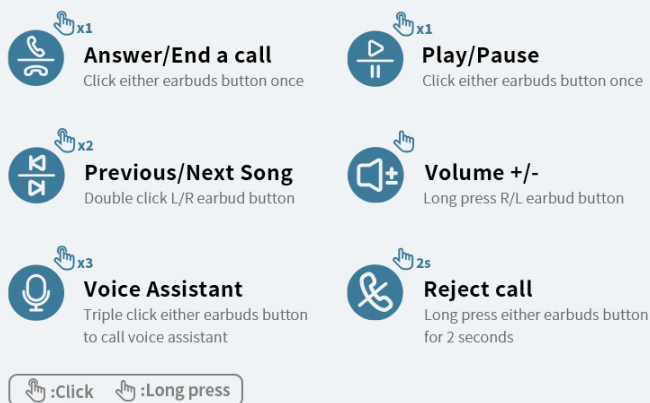 x1
Answer/End a call
Click either earbuds button once
x1
Play/Pause
Click either earbuds button once
x2
Previous/Next Song
Double click L/R earbud button
Volume +/-
Long press R/L earbud button
x3
Voice Assistant
Triple click either earbuds button
to call voice assistant
2s
Reject call
Long press either earbuds button
for 2 seconds
:Click :Long press